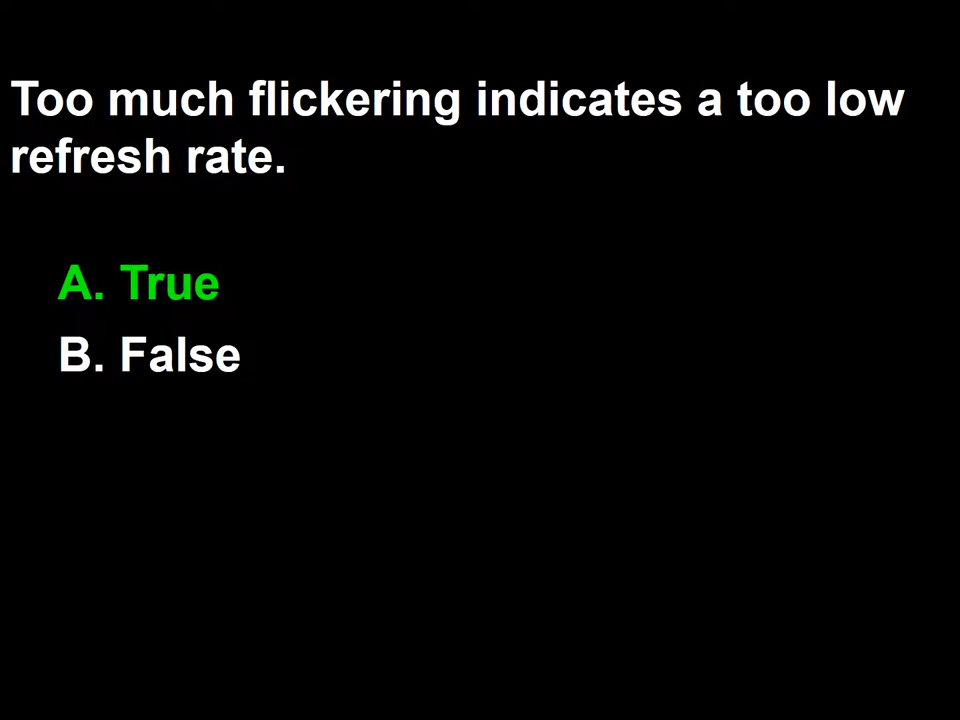 Too much flickering indicates a too low
refresh rate.
A. True
B. False